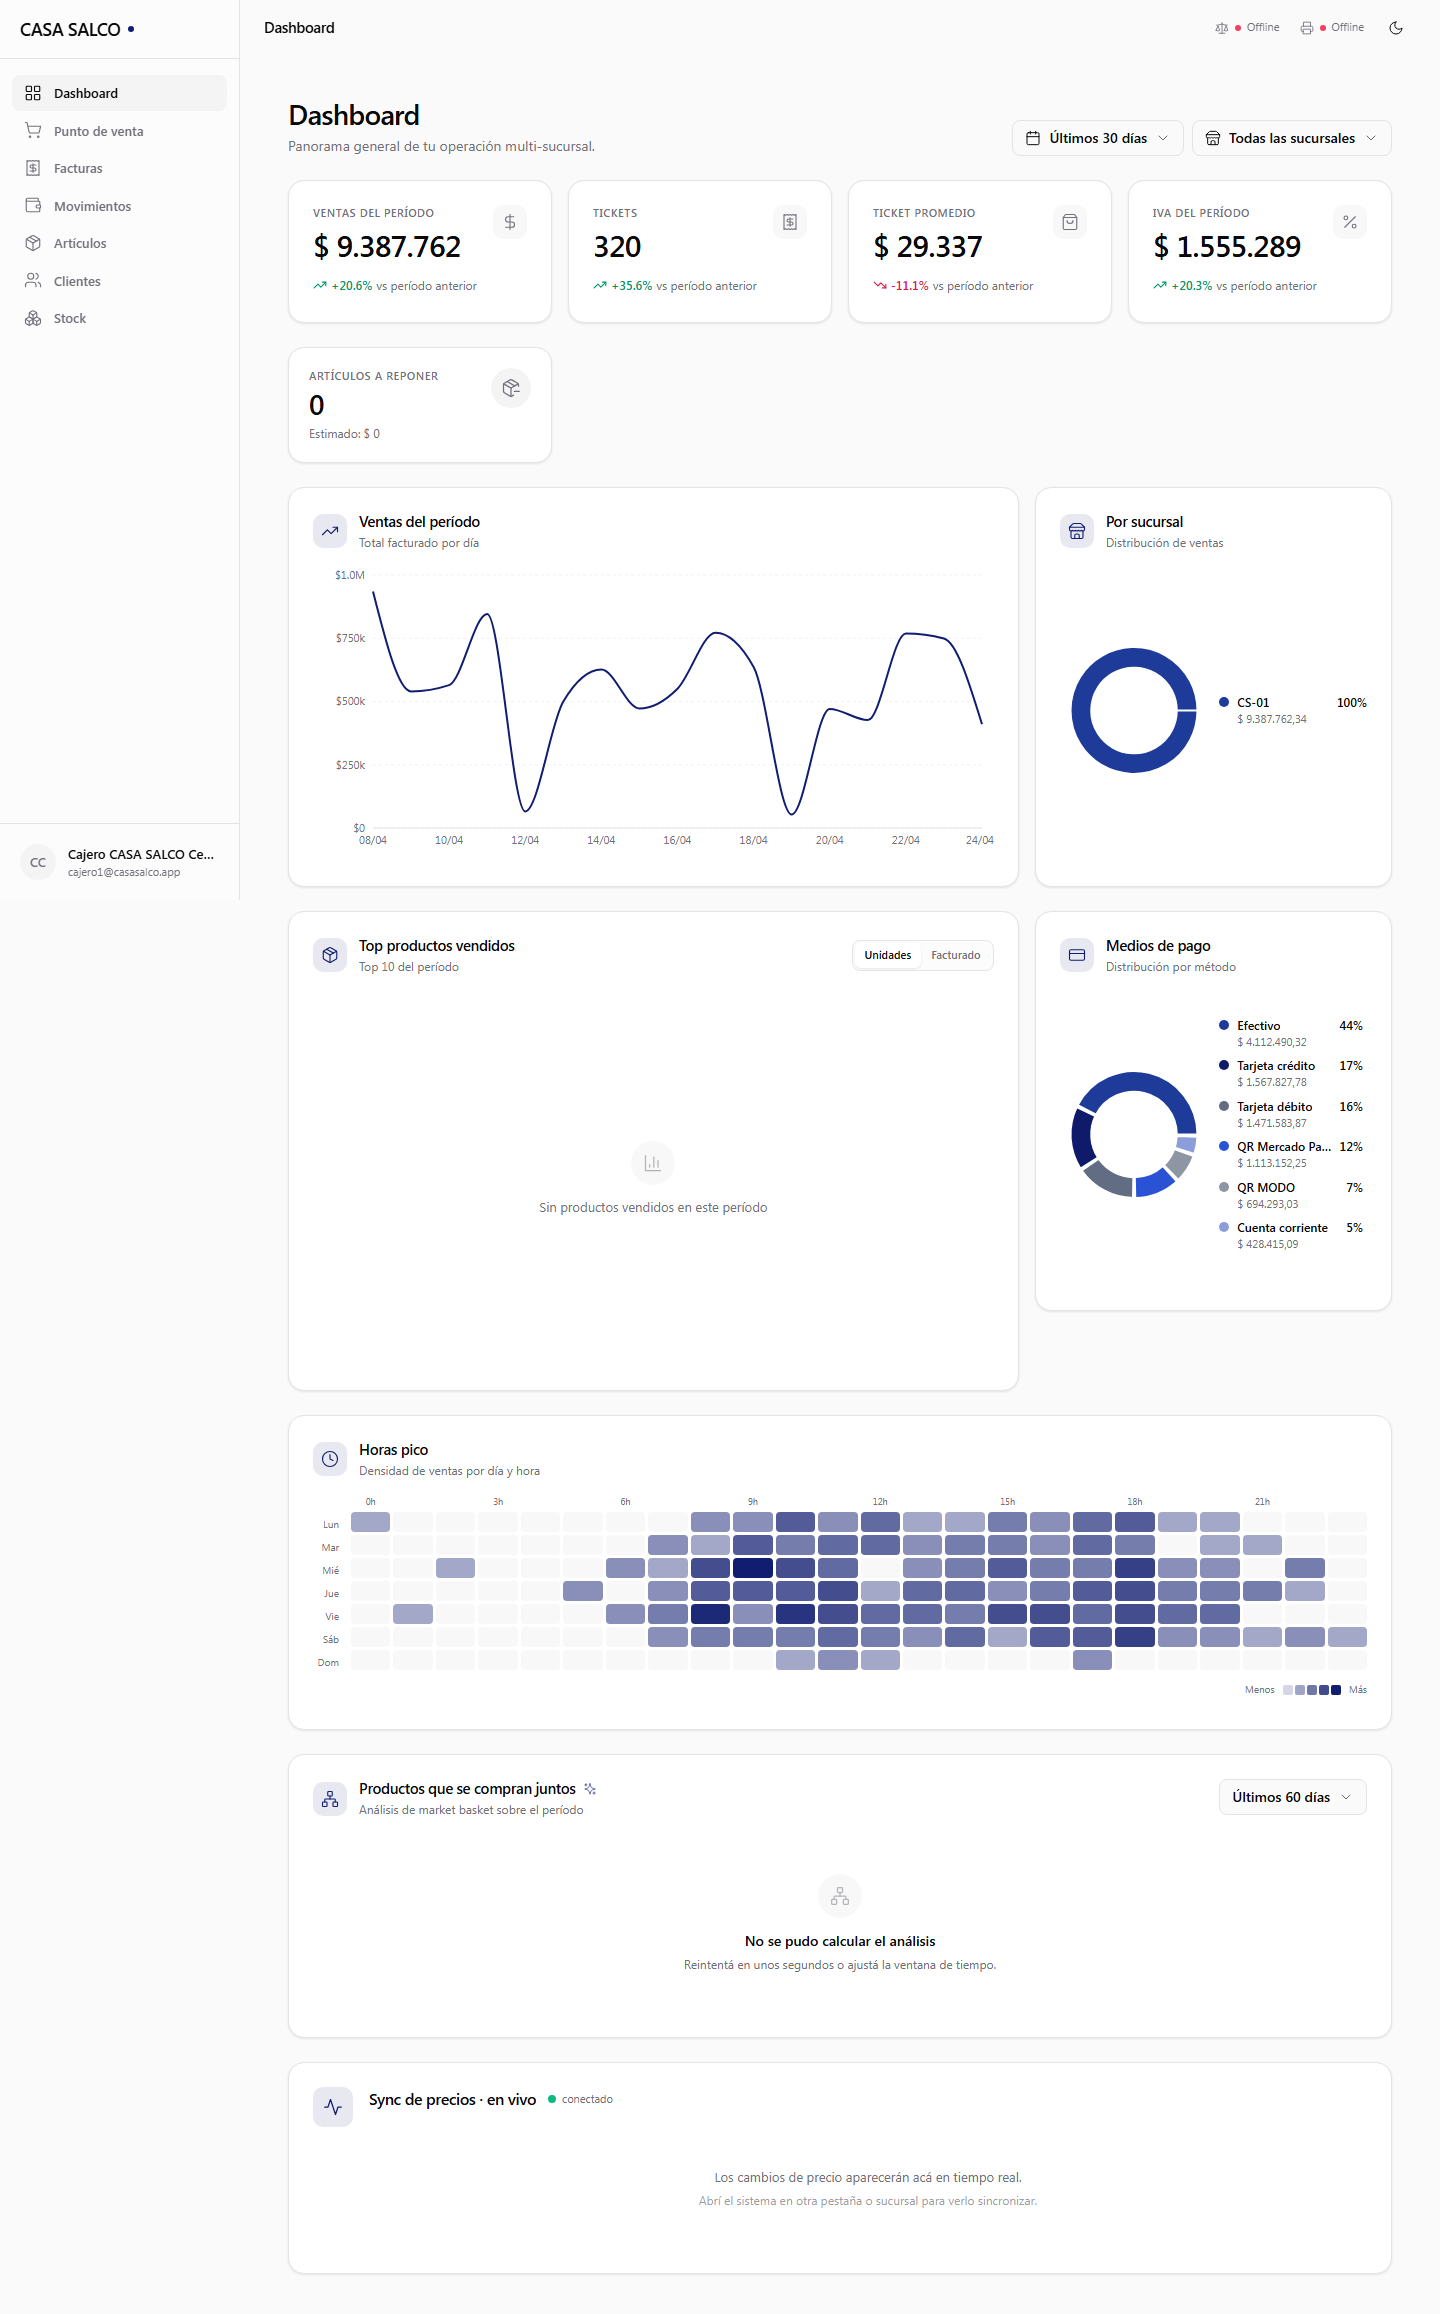 CASA SALCO
Dashboard
Offline
Offline
Dashboard
Punto de venta
Facturas
Movimientos
Artículos
Clientes
Stock
CC
Cajero CASA SALCO Ce...
cajero1@casasalco.app
Dashboard
Panorama general de tu operación multi-sucursal.
Últimos 30 días
Todas las sucursales
VENTAS DEL PERÍODO
$ 9.387.762
+20.6% vs período anterior
TICKETS
320
+35.6% vs período anterior
TICKET PROMEDIO
$ 29.337
-11.1% vs período anterior
IVA DEL PERÍODO
$ 1.555.289
+20.3% vs período anterior
ARTÍCULOS A REPONER
0
Estimado: $ 0
Ventas del período
Total facturado por día
$1.0M
$750k
$500k
$250k
$0
08/04 10/04 12/04 14/04 16/04 18/04 20/04 22/04 24/04
Por sucursal
Distribución de ventas
CS-01 100%
$ 9.387.762,34
Top productos vendidos
Top 10 del período
Unidades Facturado
Sin productos vendidos en este período
Medios de pago
Distribución por método
Efectivo 44%
$ 4.112.490,32
Tarjeta crédito 17%
$ 1.567.827,78
Tarjeta débito 16%
$ 1.471.583,87
QR Mercado Pa... 12%
$ 1.113.152,25
QR MODO 7%
$ 694.293,03
Cuenta corriente 5%
$ 428.415,09
Horas pico
Densidad de ventas por día y hora
0h 3h 6h 9h 12h 15h 18h 21h
Lun
Mar
Mié
Jue
Vie
Sáb
Dom
Menos Más
Productos que se compran juntos
Análisis de market basket sobre el período
Últimos 60 días
No se pudo calcular el análisis
Reintentá en unos segundos o ajustá la ventana de tiempo.
Sync de precios · en vivo conectado
Los cambios de precio aparecerán acá en tiempo real.
Abrí el sistema en otra pestaña o sucursal para verlo sincronizar.